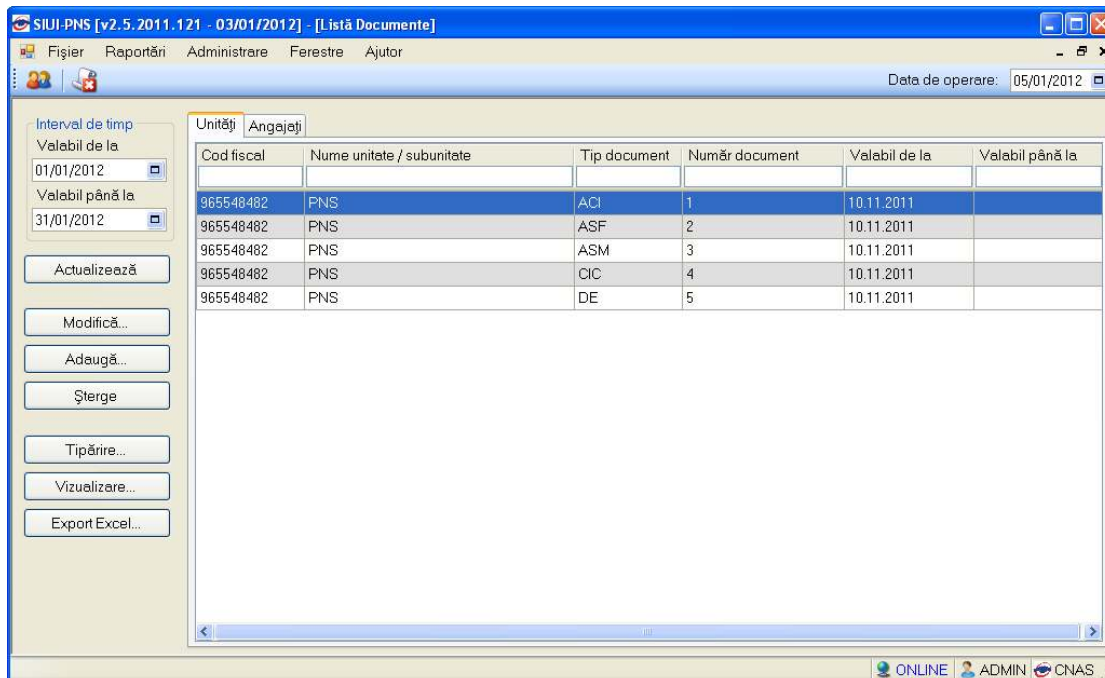 SIUI-PNS [v2.5.2011.121 - 03/01/2012] - [Listă Documente]
Fişier Raportări Administrare Ferestre Ajutor
Data de operare: 05/01/2012
Interval de timp
Valabil de la
01/01/2012
Valabil până la
31/01/2012
Actualizează
Modifică...
Adaugă...
Şterge
Tipărire...
Vizualizare...
Export Excel...
Unităţi Angajaţi
Cod fiscal Nume unitate / subunitate Tip document Număr document Valabil de la Valabil până la
965548482 PNS ACI 1 10.11.2011
965548482 PNS ASF 2 10.11.2011
965548482 PNS ASM 3 10.11.2011
965548482 PNS CIC 4 10.11.2011
965548482 PNS DE 5 10.11.2011
ONLINE ADMIN CNAS